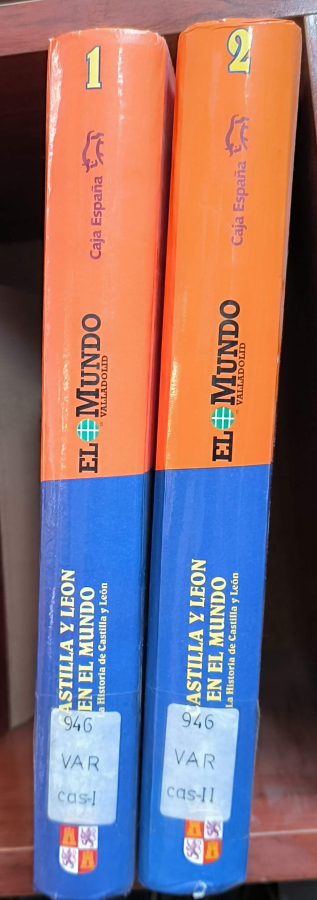 1
Caja España
EL MUNDO
VALLADOLID
CASTILLA Y LEON
EN EL MUNDO
La Historia de Castilla y León
946
VAR
cas-I
2
Caja España
EL MUNDO
VALLADOLID
CASTILLA Y LEON
EN EL MUNDO
La Historia de Castilla y León
946
VAR
cas-II